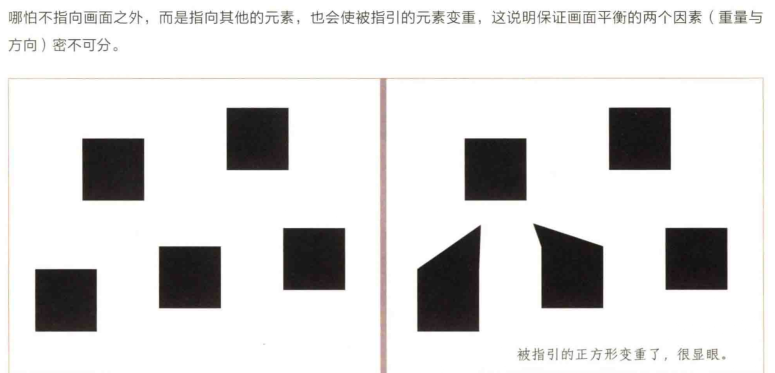 哪怕不指向画面之外，而是指向其他的元素，也会使被指引的元素变重，这说明保证画面平衡的两个因素（重量与
方向）密不可分。
被指引的正方形变重了，很显眼。